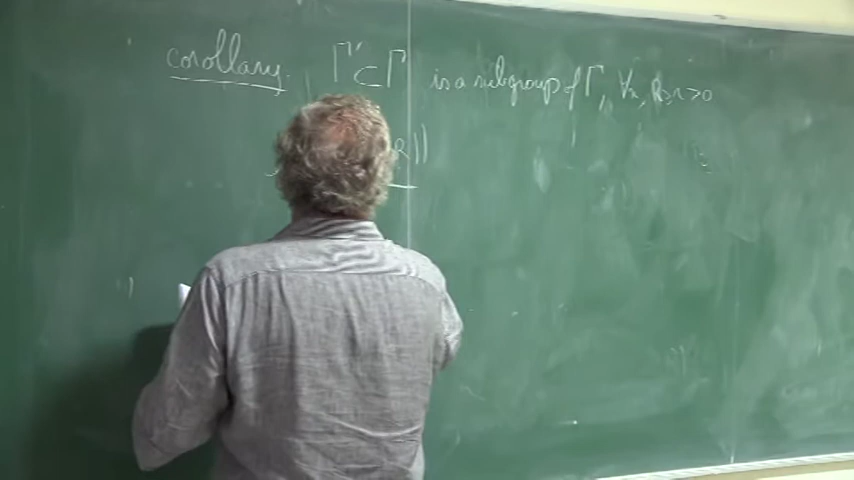 corollary. Γ' ⊂ Γ is a subgroup of Γ, ∀x, R>r>0
R||